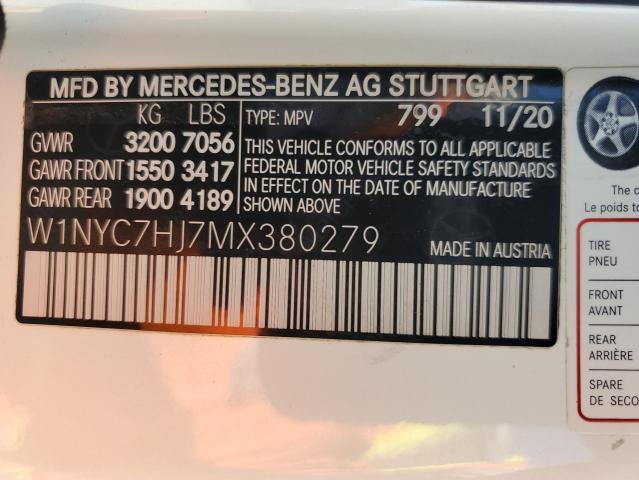 MFD BY MERCEDES-BENZ AG STUTTGART
KG LBS TYPE: MPV 799 11/20
GVWR 3200 7056
GAWR FRONT 1550 3417
GAWR REAR 1900 4189
THIS VEHICLE CONFORMS TO ALL APPLICABLE
FEDERAL MOTOR VEHICLE SAFETY STANDARDS
IN EFFECT ON THE DATE OF MANUFACTURE
SHOWN ABOVE
W1NYC7HJ7MX380279 MADE IN AUSTRIA
The c
Le poids to
TIRE
PNEU
FRONT
AVANT
REAR
ARRIÈRE
SPARE
DE SECO